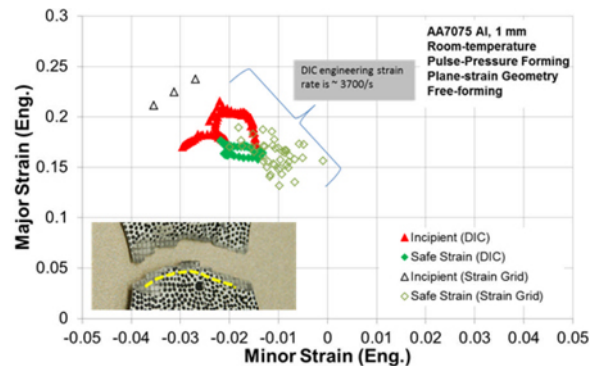 0.3
0.25
0.2
0.15
0.1
0.05
0
Major Strain (Eng.)
AA7075 Al, 1 mm
Room-temperature
Pulse-Pressure Forming
Plane-strain Geometry
Free-forming
DIC engineering strain
rate is ~ 3700/s
Incipient (DIC)
Safe Strain (DIC)
Incipient (Strain Grid)
Safe Strain (Strain Grid)
-0.05 -0.04 -0.03 -0.02 -0.01 0 0.01 0.02 0.03 0.04 0.05
Minor Strain (Eng.)